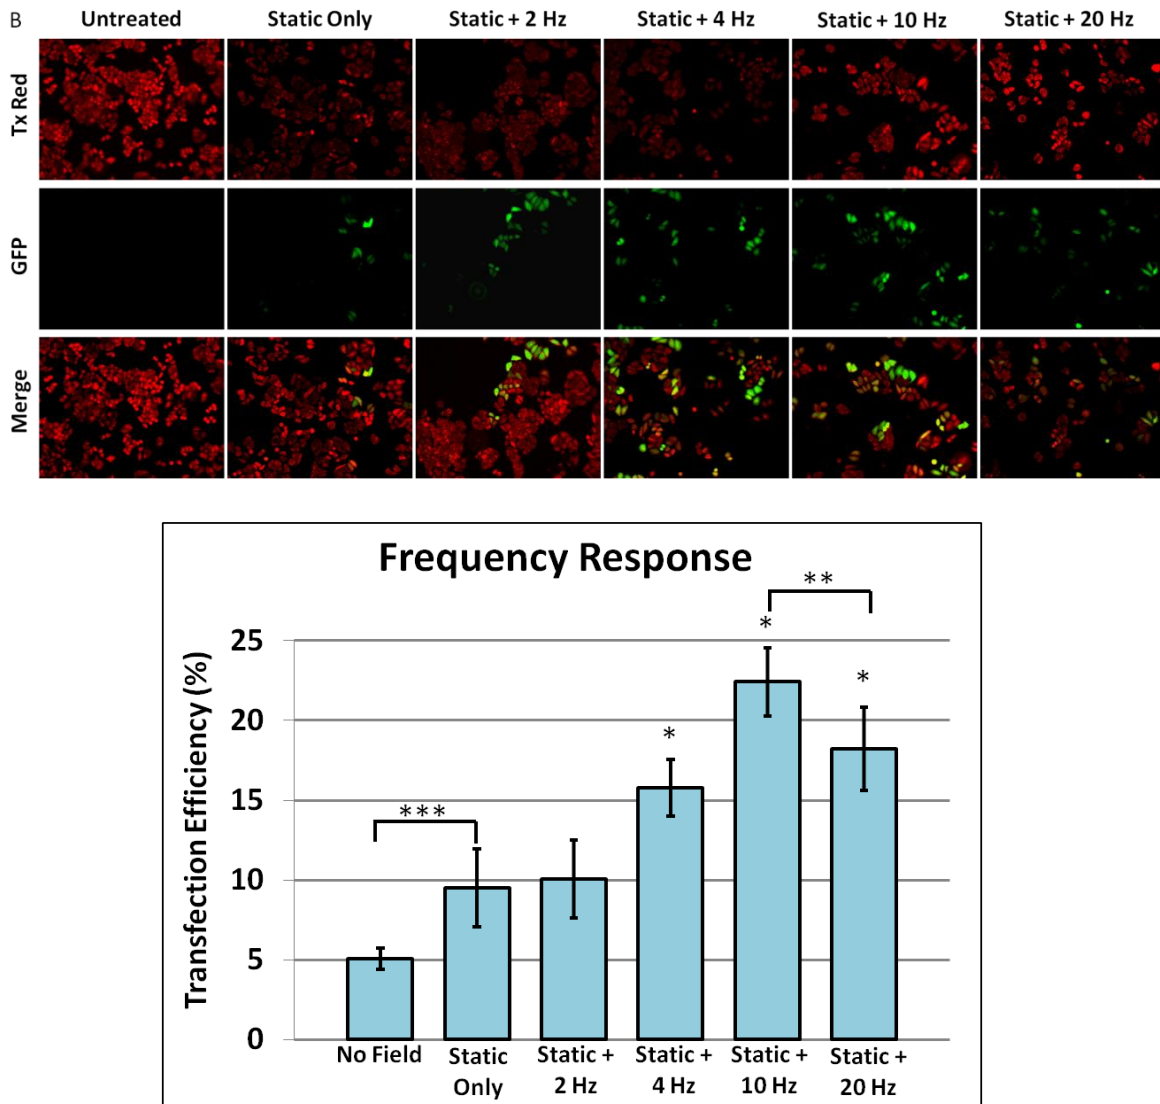 B
Untreated
Static Only
Static + 2 Hz
Static + 4 Hz
Static + 10 Hz
Static + 20 Hz
Tx Red
GFP
Merge
Frequency Response
Transfection Efficiency (%)
25
20
15
10
5
0
***
*
*
**
*
No Field
Static
Only
Static +
2 Hz
Static +
4 Hz
Static +
10 Hz
Static +
20 Hz